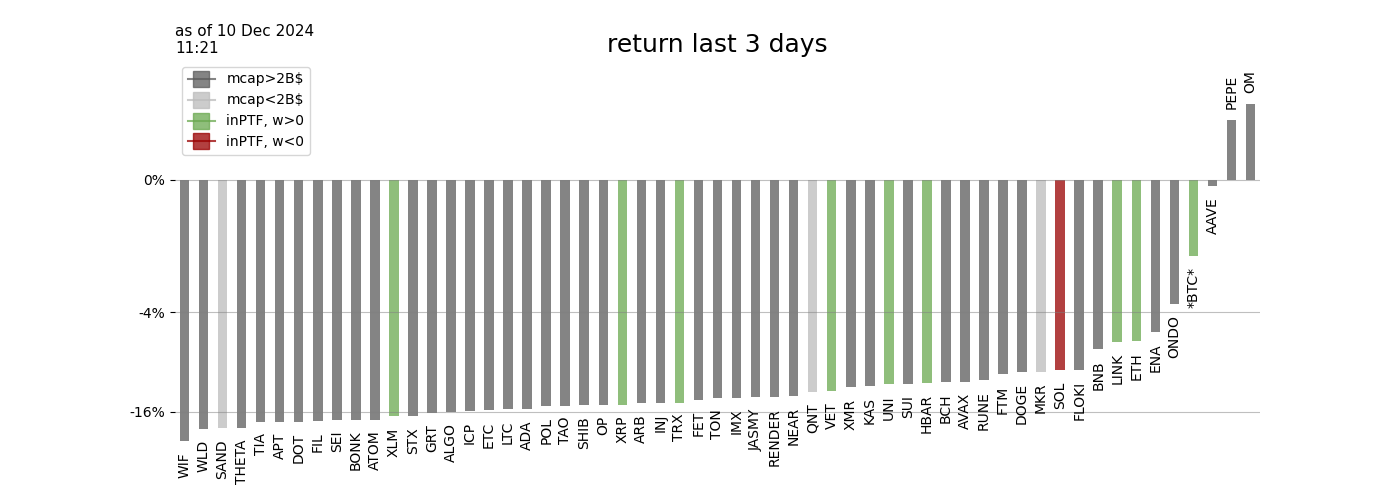 as of 10 Dec 2024
11:21
return last 3 days
mcap>2B$
mcap<2B$
inPTF, w>0
inPTF, w<0
0%
-4%
-16%
WIF
WLD
SAND
THETA
TIA
APT
DOT
FIL
SEI
BONK
ATOM
XLM
STX
GRT
ALGO
ICP
ETC
LTC
ADA
POL
TAO
SHIB
OP
XRP
ARB
INJ
TRX
FET
TON
IMX
JASMY
RENDER
NEAR
QNT
VET
XMR
KAS
UNI
SUI
HBAR
BCH
AVAX
RUNE
FTM
DOGE
MKR
SOL
FLOKI
BNB
LINK
ETH
ENA
ONDO
*BTC*
AAVE
PEPE
OM